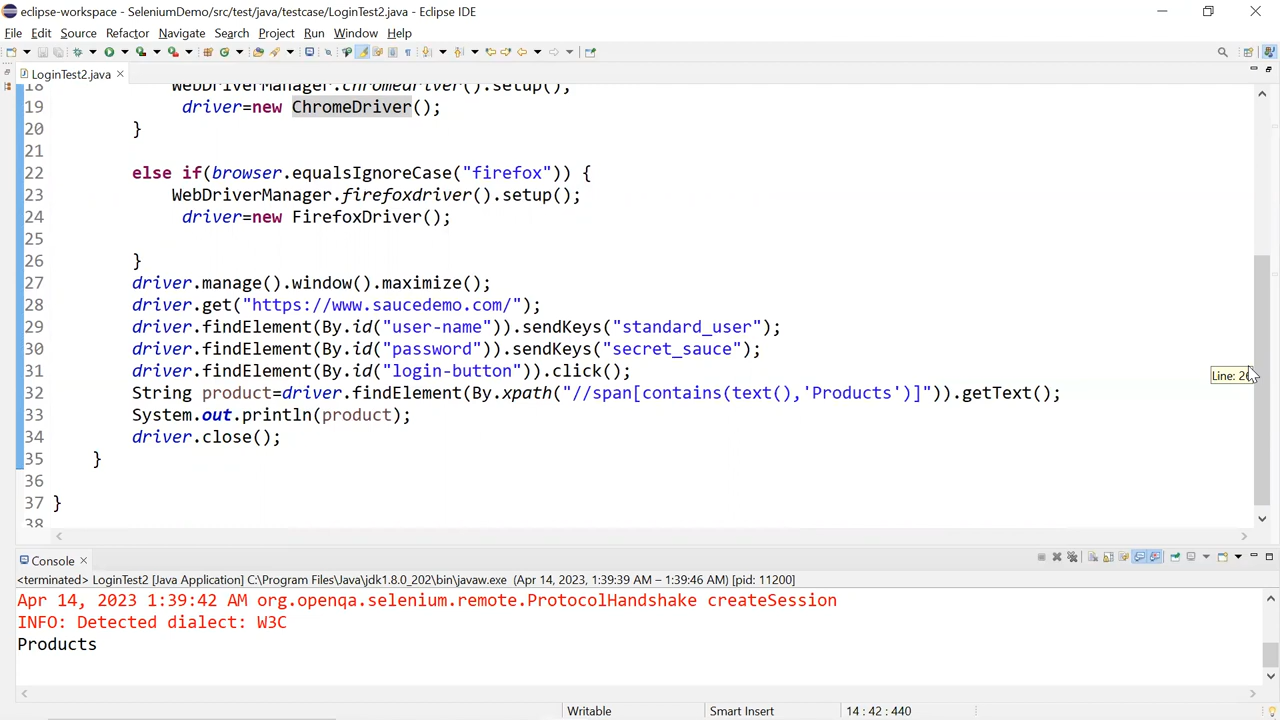 eclipse-workspace - SeleniumDemo/src/test/java/testcase/LoginTest2.java - Eclipse IDE
File Edit Source Refactor Navigate Search Project Run Window Help
LoginTest2.java
18 WebDriverManager.chromedriver().setup();
19 driver=new ChromeDriver();
20 }
21
22 else if(browser.equalsIgnoreCase("firefox")) {
23 WebDriverManager.firefoxdriver().setup();
24 driver=new FirefoxDriver();
25
26 }
27 driver.manage().window().maximize();
28 driver.get("https://www.saucedemo.com/");
29 driver.findElement(By.id("user-name")).sendKeys("standard_user");
30 driver.findElement(By.id("password")).sendKeys("secret_sauce");
31 driver.findElement(By.id("login-button")).click();
Line: 2
32 String product=driver.findElement(By.xpath("//span[contains(text(),'Products')]")).getText();
33 System.out.println(product);
34 driver.close();
35 }
36
37 }
38
Console
<terminated> LoginTest2 [Java Application] C:\Program Files\Java\jdk1.8.0_202\bin\javaw.exe (Apr 14, 2023, 1:39:39 AM – 1:39:46 AM) [pid: 11200]
Apr 14, 2023 1:39:42 AM org.openqa.selenium.remote.ProtocolHandshake createSession
INFO: Detected dialect: W3C
Products
Writable Smart Insert 14 : 42 : 440